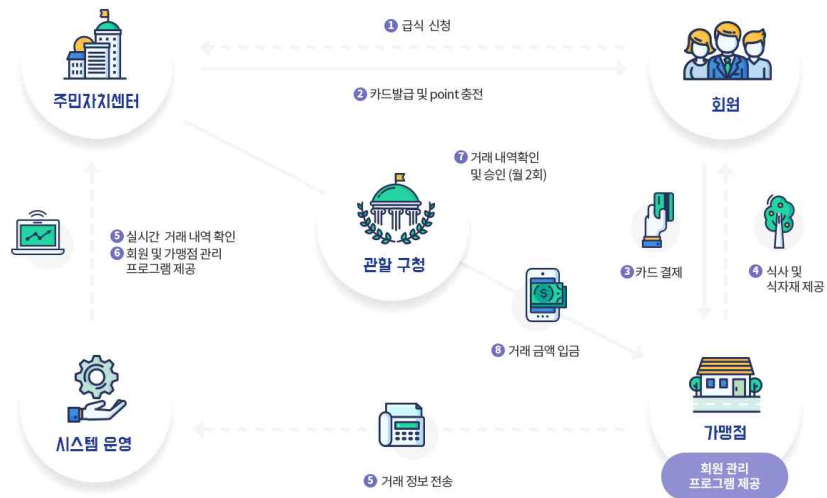 ❶ 급식 신청
❷ 카드발급 및 point 충전
주민자치센터
회원
❼ 거래 내역확인
및 승인 (월 2회)
❺ 실시간 거래 내역 확인
❻ 회원 및 가맹점 관리
프로그램 제공
관할 구청
❸ 카드 결제
❹ 식사 및
식자재 제공
❽ 거래 금액 입금
시스템 운영
가맹점
❺ 거래 정보 전송
회원 관리
프로그램 제공